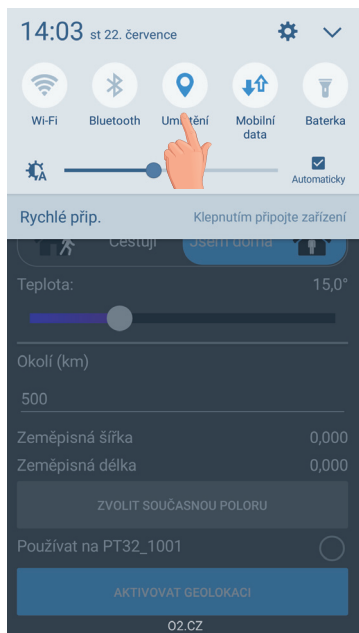 14:03 st 22. července
Wi-Fi Bluetooth Umístění Mobilní data Baterka
A Automaticky
Rychlé přip. Klepnutím připojte zařízení
Cestuji Jsem doma
Teplota: 15,0°
Okolí (km)
500
Zeměpisná šířka 0,000
Zeměpisná délka 0,000
ZVOLIT SOUČASNOU POLORU
Používat na PT32_1001
AKTIVOVAT GEOLOKACI
O2.CZ